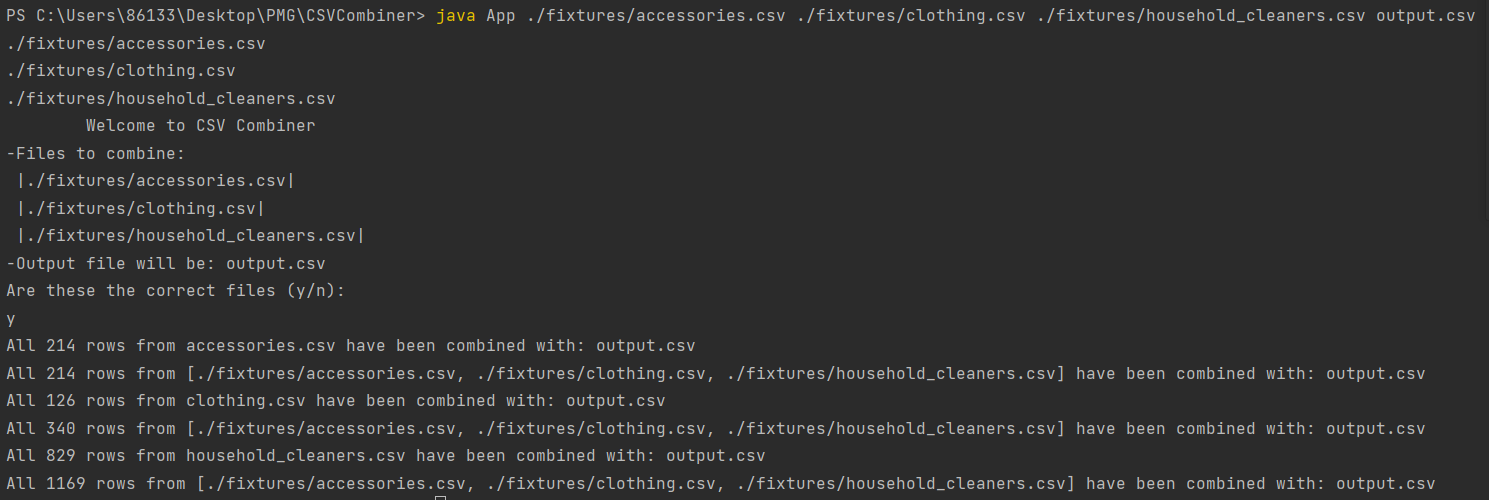 PS C:\Users\86133\Desktop\PMG\CSVCombiner> java App ./fixtures/accessories.csv ./fixtures/clothing.csv ./fixtures/household_cleaners.csv output.csv
./fixtures/accessories.csv
./fixtures/clothing.csv
./fixtures/household_cleaners.csv
        Welcome to CSV Combiner
-Files to combine:
 |./fixtures/accessories.csv|
 |./fixtures/clothing.csv|
 |./fixtures/household_cleaners.csv|
-Output file will be: output.csv
Are these the correct files (y/n):
y
All 214 rows from accessories.csv have been combined with: output.csv
All 214 rows from [./fixtures/accessories.csv, ./fixtures/clothing.csv, ./fixtures/household_cleaners.csv] have been combined with: output.csv
All 126 rows from clothing.csv have been combined with: output.csv
All 340 rows from [./fixtures/accessories.csv, ./fixtures/clothing.csv, ./fixtures/household_cleaners.csv] have been combined with: output.csv
All 829 rows from household_cleaners.csv have been combined with: output.csv
All 1169 rows from [./fixtures/accessories.csv, ./fixtures/clothing.csv, ./fixtures/household_cleaners.csv] have been combined with: output.csv